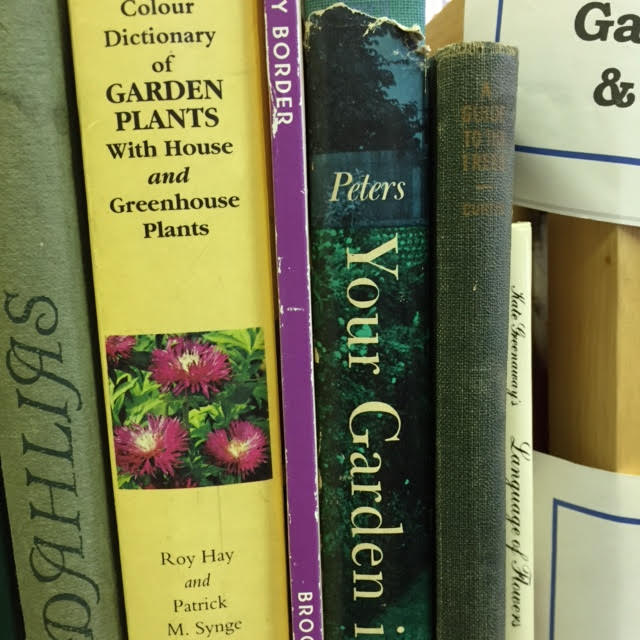 DAHLIAS
Colour
Dictionary
of
GARDEN
PLANTS
With House
and
Greenhouse
Plants
Roy Hay
and
Patrick
M. Synge
Y BORDER
BROO
Peters
Your Garden i
Kate Greenaway's
Language of Flowers
Ga
&